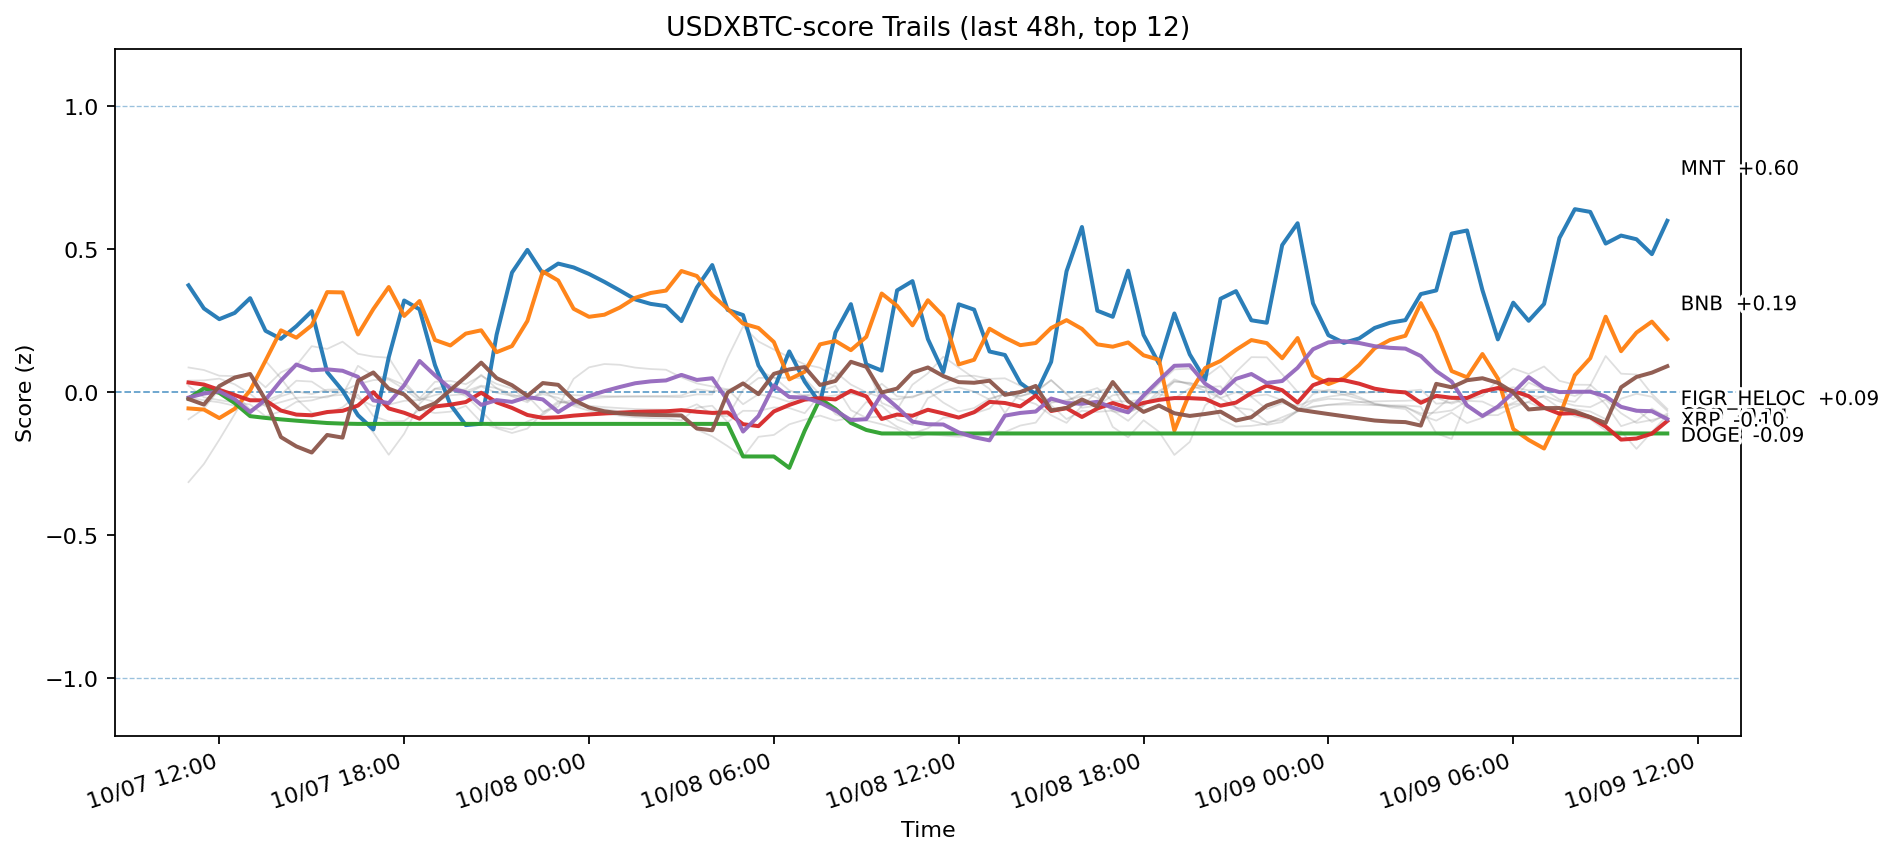 USDXBTC-score Trails (last 48h, top 12)
Score (z)
1.0
0.5
0.0
−0.5
−1.0
MNT +0.60
BNB +0.19
FIGR_HELOC +0.09
XRP -0.10
DOGE -0.09
10/07 12:00
10/07 18:00
10/08 00:00
10/08 06:00
10/08 12:00
10/08 18:00
10/09 00:00
10/09 06:00
10/09 12:00
Time